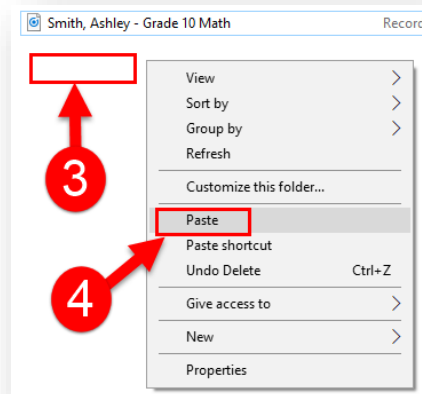 Smith, Ashley - Grade 10 Math Recor
View
Sort by
Group by
Refresh
Customize this folder...
3
Paste
Paste shortcut
Undo Delete Ctrl+Z
4
Give access to
New
Properties